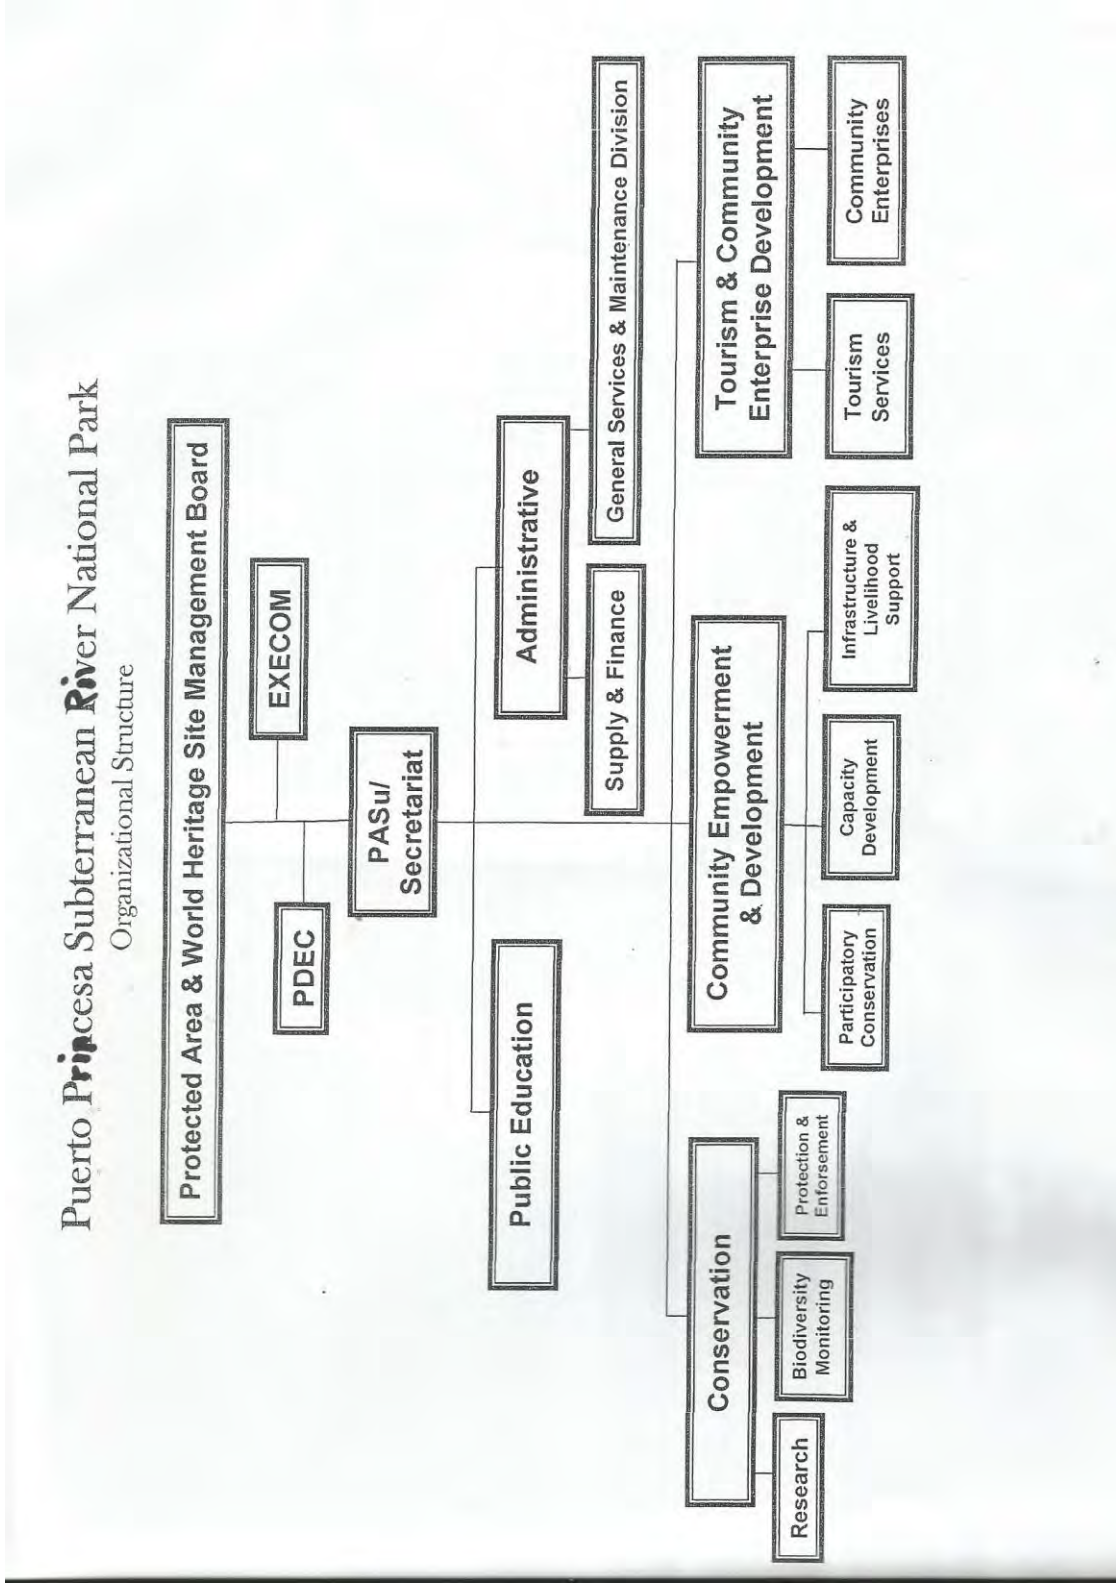 Puerto Princesa Subterranean River National Park
Organizational Structure
Protected Area & World Heritage Site Management Board
EXECOM
PDEC
PASu/
Secretariat
Public Education
Administrative
Supply & Finance
General Services & Maintenance Division
Conservation
Community Empowerment
& Development
Tourism & Community
Enterprise Development
Research
Biodiversity
Monitoring
Protection &
Enforsement
Participatory
Conservation
Capacity
Development
Infrastructure &
Livelihood
Support
Tourism
Services
Community
Enterprises